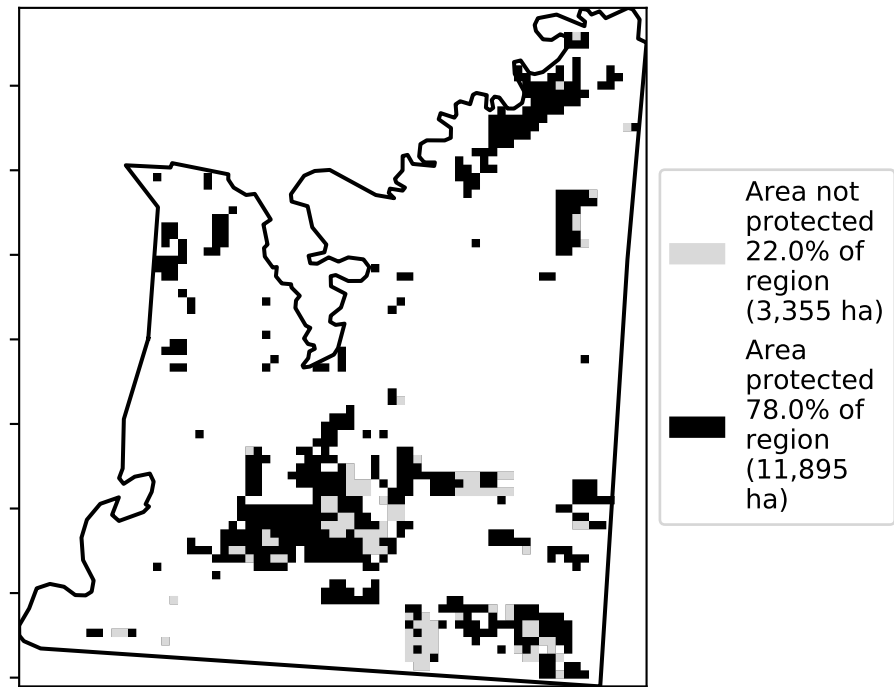 Area not
protected
22.0% of
region
(3,355 ha)
Area
protected
78.0% of
region
(11,895
ha)